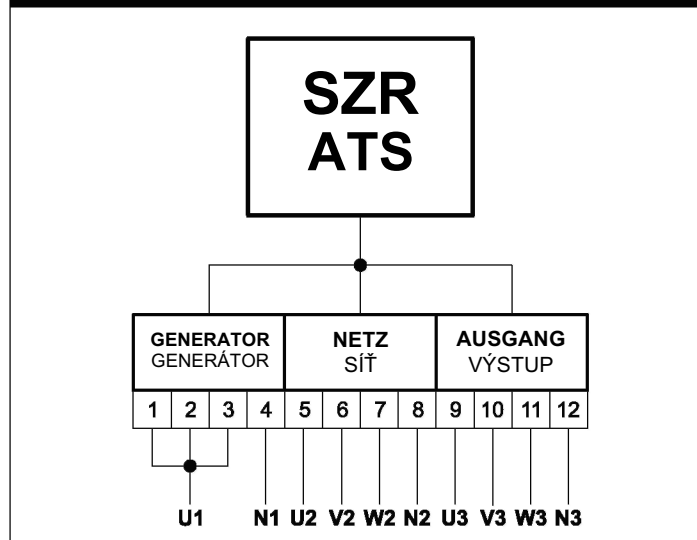 SZR
ATS
GENERATOR NETZ AUSGANG
GENERÁTOR SÍŤ VÝSTUP
1 2 3 4 5 6 7 8 9 10 11 12
U1 N1 U2 V2 W2 N2 U3 V3 W3 N3